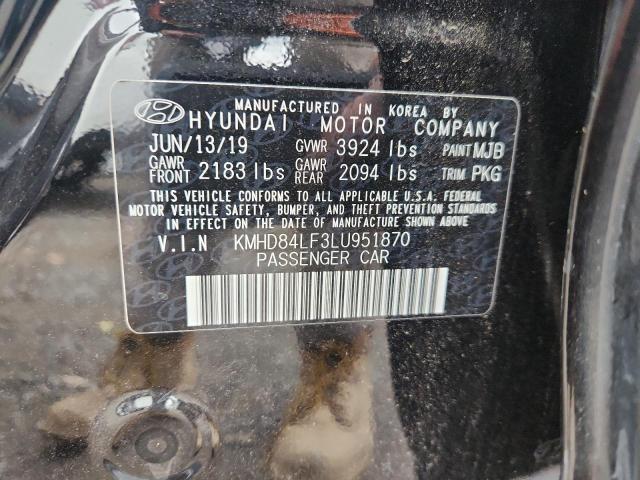 MANUFACTURED IN KOREA BY
HYUNDAI MOTOR COMPANY
JUN/13/19 GVWR 3924 lbs PAINT MJB
GAWR FRONT 2183 lbs GAWR REAR 2094 lbs TRIM PKG
THIS VEHICLE CONFORMS TO ALL APPLICABLE U.S.A. FEDERAL
MOTOR VEHICLE SAFETY, BUMPER, AND THEFT PREVENTION STANDARDS
IN EFFECT ON THE DATE OF MANUFACTURE SHOWN ABOVE.
V.I.N KMHD84LF3LU951870
PASSENGER CAR